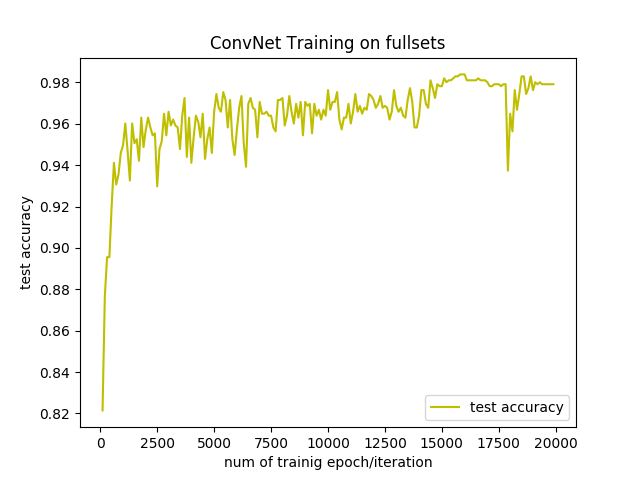 ConvNet Training on fullsets
test accuracy
0.98
0.96
0.94
0.92
0.90
0.88
0.86
0.84
0.82
test accuracy
0 2500 5000 7500 10000 12500 15000 17500 20000
num of trainig epoch/iteration